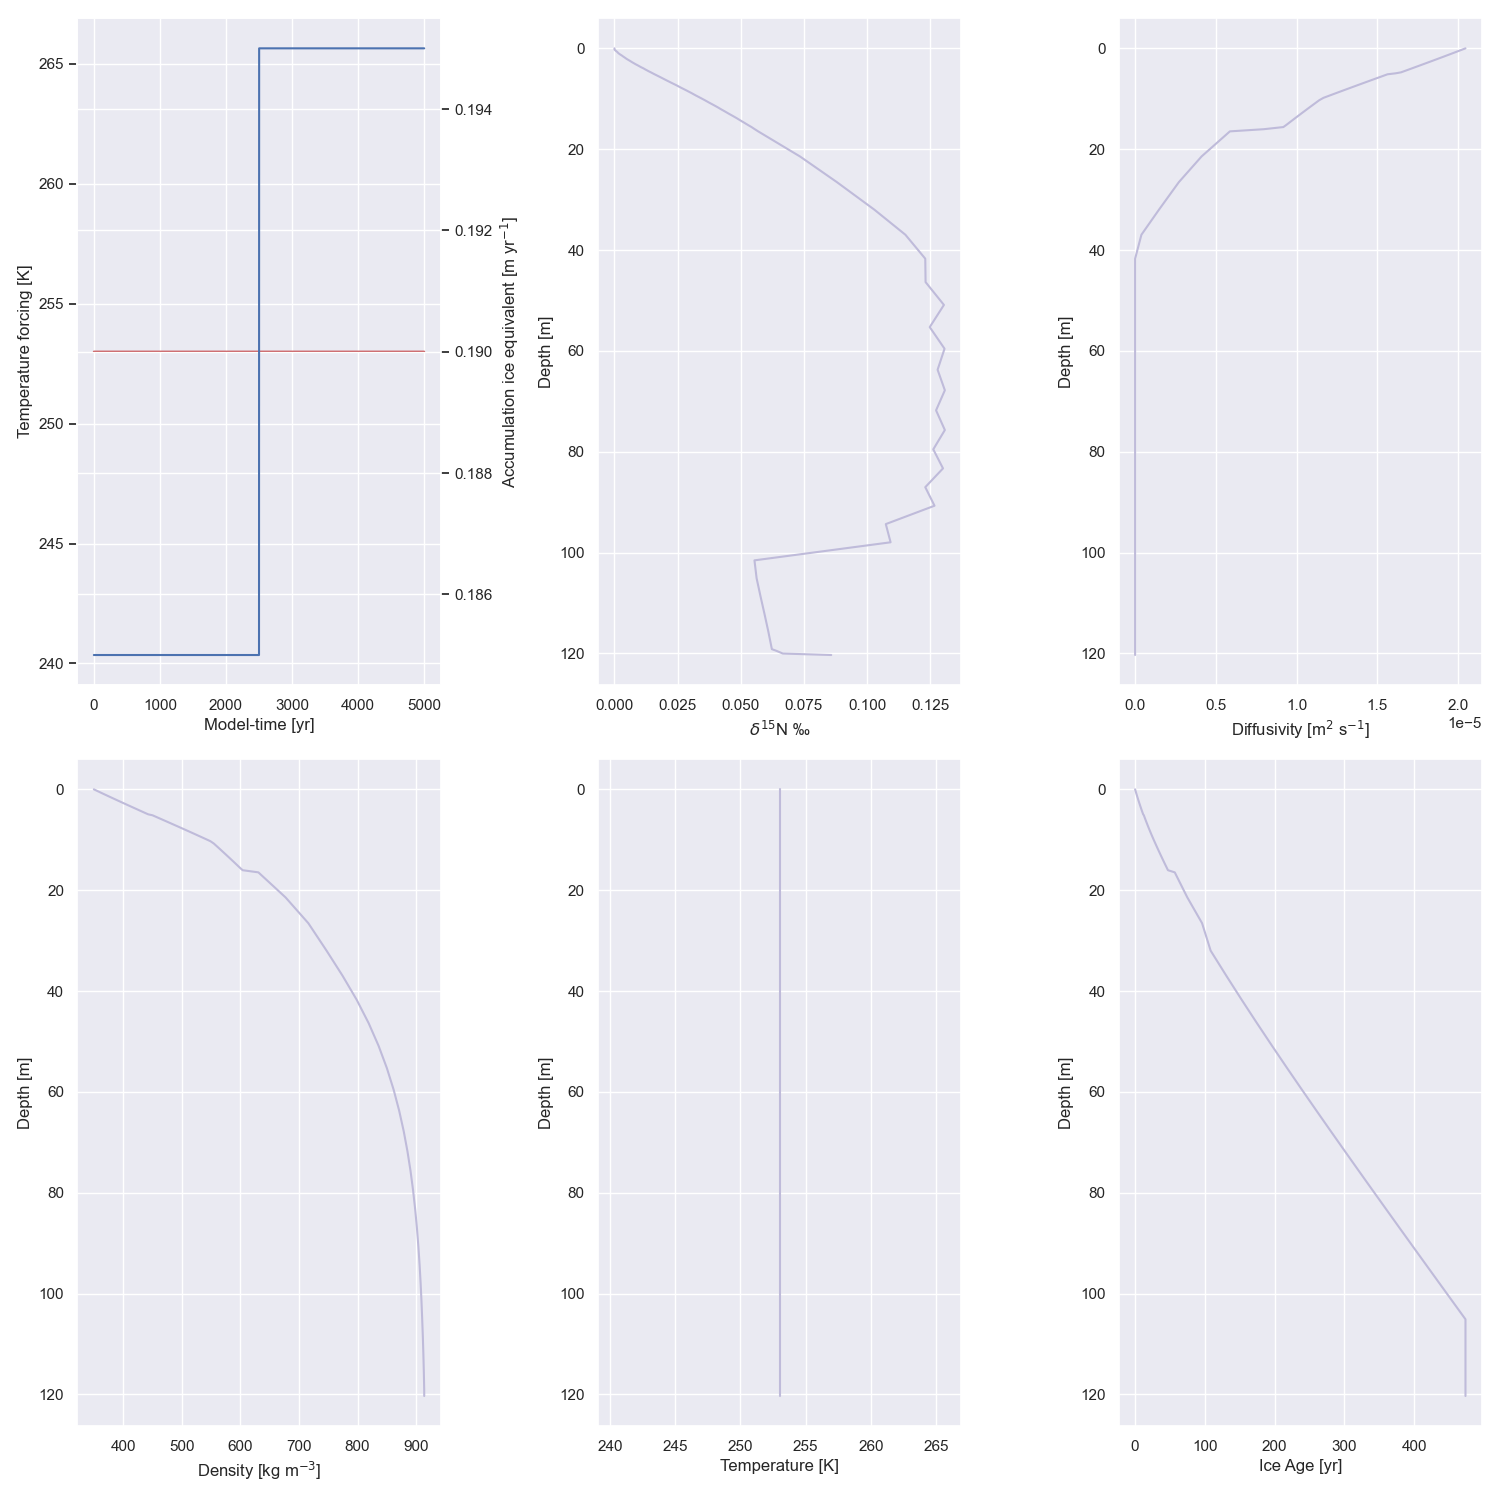 265
260
255
250
245
240
Temperature forcing [K]
0.194
0.192
0.190
0.188
0.186
Accumulation ice equivalent [m yr⁻¹]
0 1000 2000 3000 4000 5000
Model-time [yr]
0
20
40
60
80
100
120
Depth [m]
0.000 0.025 0.050 0.075 0.100 0.125
δ¹⁵N ‰
0
20
40
60
80
100
120
Depth [m]
0.0 0.5 1.0 1.5 2.0
1e−5
Diffusivity [m² s⁻¹]
0
20
40
60
80
100
120
Depth [m]
400 500 600 700 800 900
Density [kg m⁻³]
0
20
40
60
80
100
120
Depth [m]
240 245 250 255 260 265
Temperature [K]
0
20
40
60
80
100
120
Depth [m]
0 100 200 300 400
Ice Age [yr]